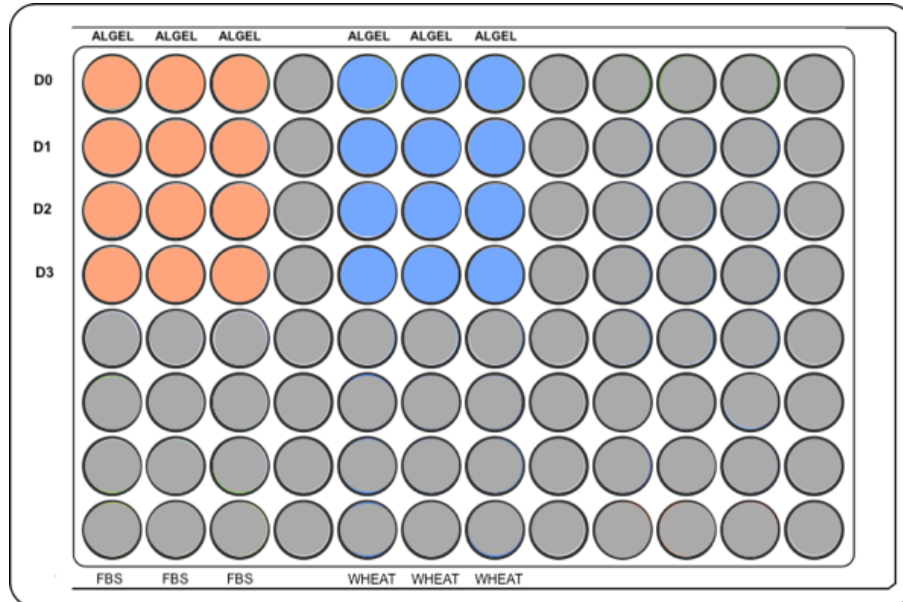 ALGEL ALGEL ALGEL ALGEL ALGEL ALGEL
D0
D1
D2
D3
FBS FBS FBS WHEAT WHEAT WHEAT